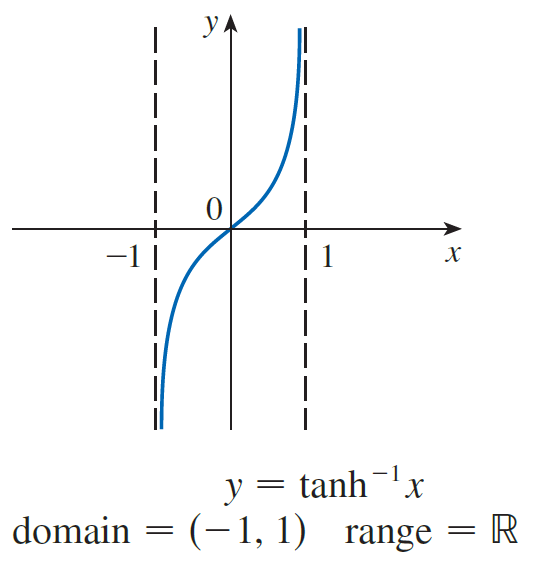 y
0
−1
1
x
y = tanh⁻¹x
domain = (−1, 1) range = ℝ